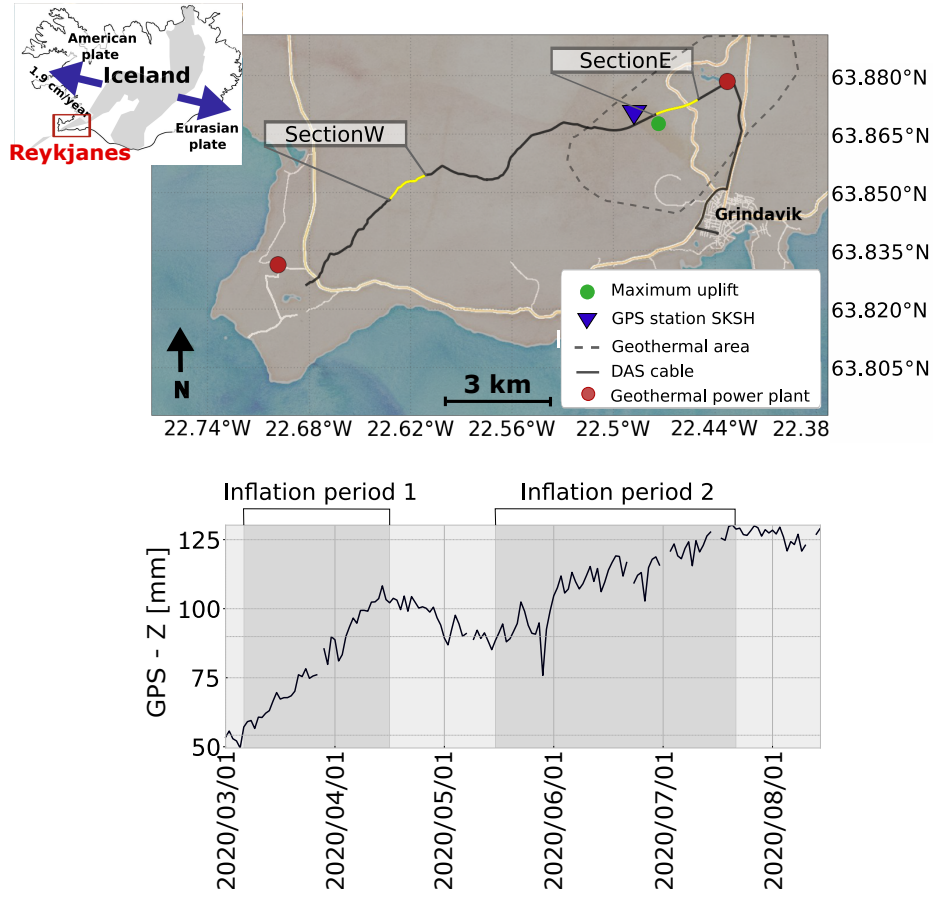 American
plate
Iceland
1.9 cm/year
Eurasian
plate
Reykjanes
SectionE
SectionW
Grindavik
63.880°N
63.865°N
63.850°N
63.835°N
63.820°N
63.805°N
Maximum uplift
GPS station SKSH
Geothermal area
DAS cable
Geothermal power plant
N
3 km
22.74°W 22.68°W 22.62°W 22.56°W 22.5°W 22.44°W 22.38
Inflation period 1
Inflation period 2
GPS - Z [mm]
125
100
75
50
2020/03/01
2020/04/01
2020/05/01
2020/06/01
2020/07/01
2020/08/01